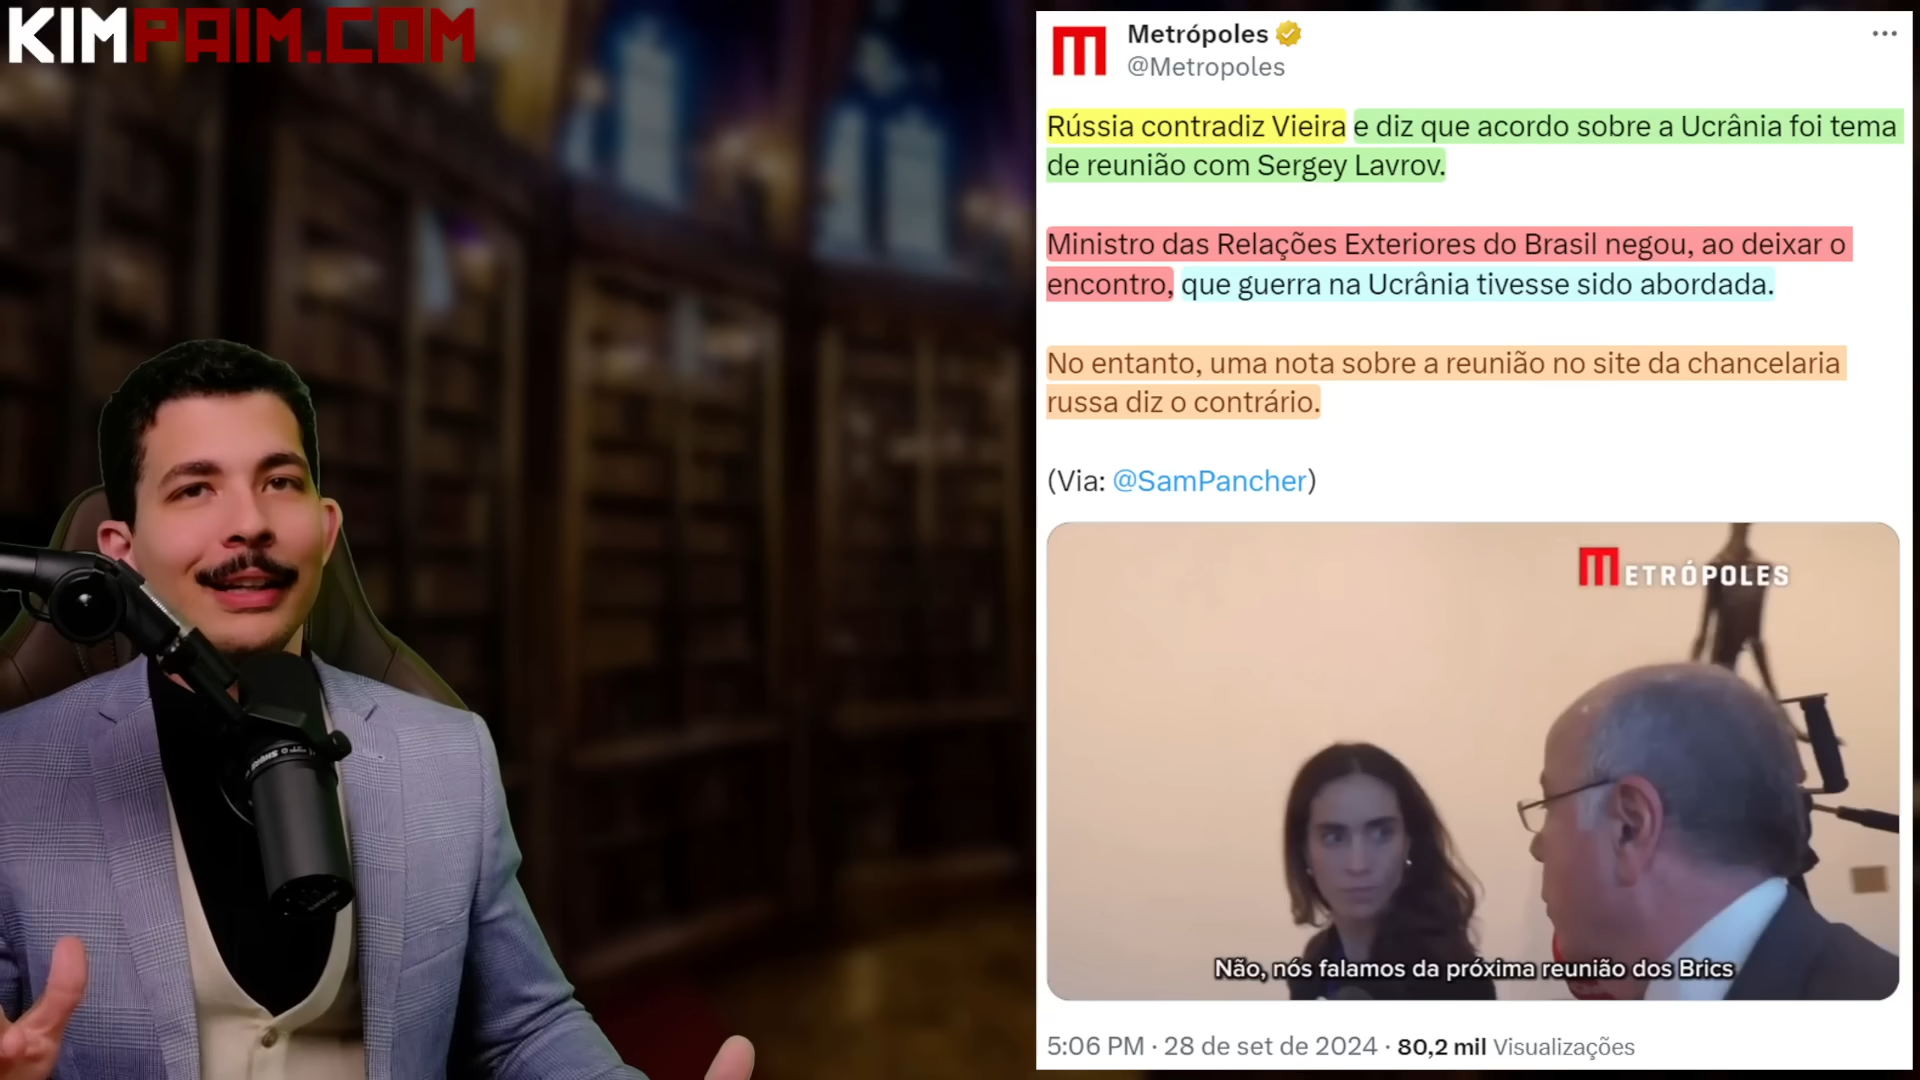 KIMPAIM.COM
Metrópoles
@Metropoles
Rússia contradiz Vieira e diz que acordo sobre a Ucrânia foi tema
de reunião com Sergey Lavrov.
Ministro das Relações Exteriores do Brasil negou, ao deixar o
encontro, que guerra na Ucrânia tivesse sido abordada.
No entanto, uma nota sobre a reunião no site da chancelaria
russa diz o contrário.
(Via: @SamPancher)
METRÓPOLES
Não, nós falamos da próxima reunião dos Brics
5:06 PM · 28 de set de 2024 · 80,2 mil Visualizações